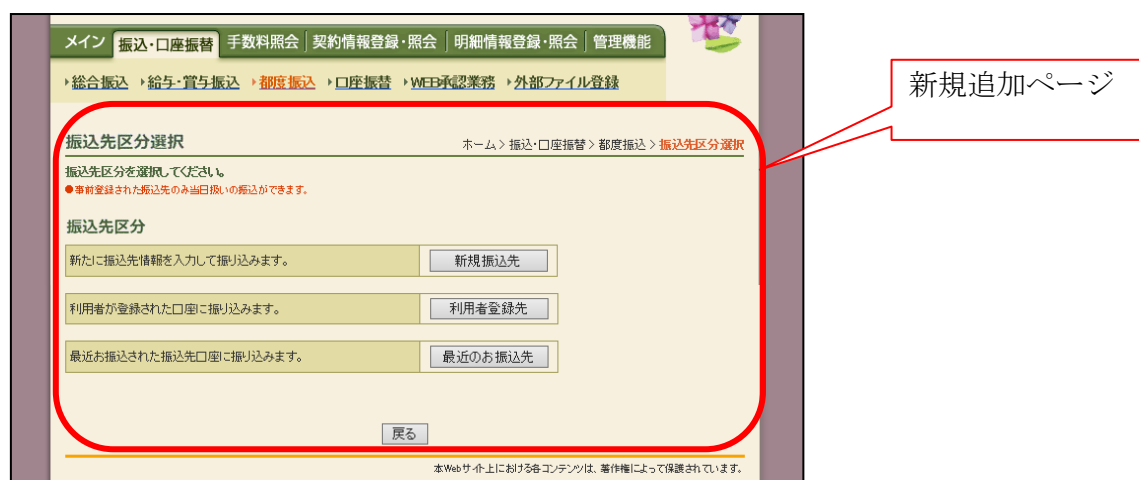 メイン 振込・口座振替 手数料照会 契約情報登録・照会 明細情報登録・照会 管理機能
総合振込 給与・賞与振込 都度振込 口座振替 WEB承認業務 外部ファイル登録
新規追加ページ
振込先区分選択 ホーム > 振込・口座振替 > 都度振込 > 振込先区分選択
振込先区分を選択してください。
●事前登録された振込先のみ当日扱いの振込ができます。
振込先区分
新たに振込先情報を入力して振り込みます。 新規振込先
利用者が登録された口座に振り込みます。 利用者登録先
最近お振込された振込先口座に振り込みます。 最近のお振込先
戻る
本Webサイト上における各コンテンツは、著作権によって保護されています。